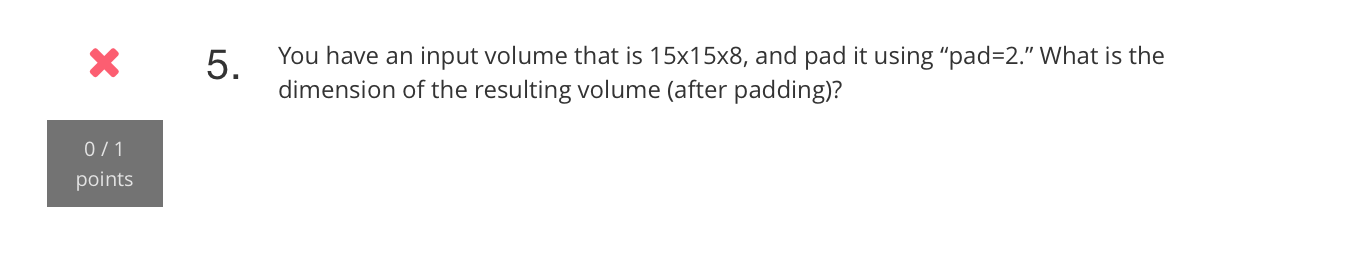 5.
You have an input volume that is 15x15x8, and pad it using “pad=2.” What is the
dimension of the resulting volume (after padding)?
0 / 1
points